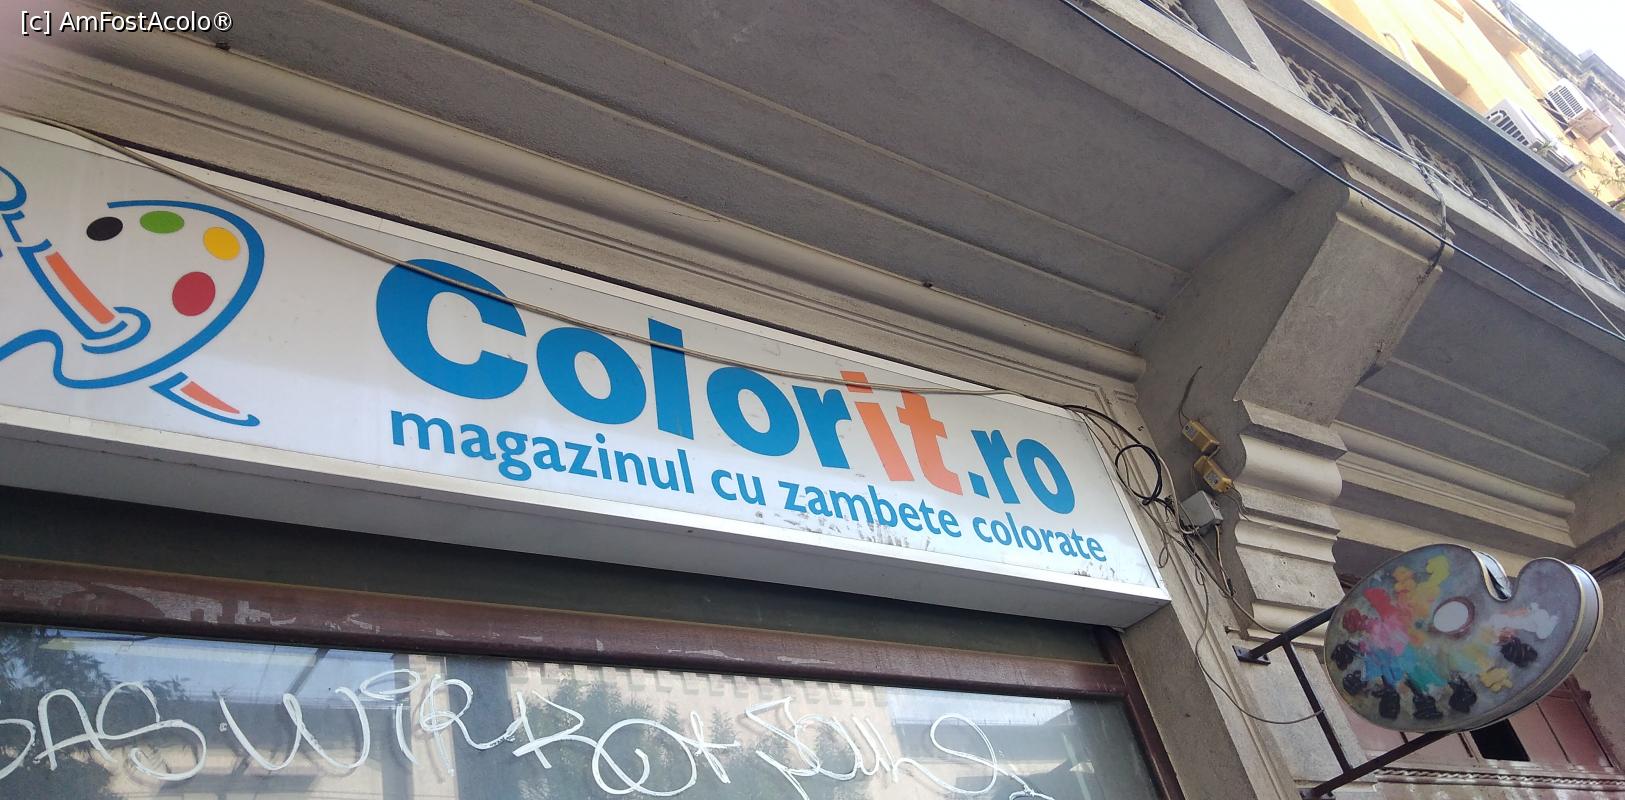 [c] AmFostAcolo®
Colorit.ro
magazinul cu zambete colorate